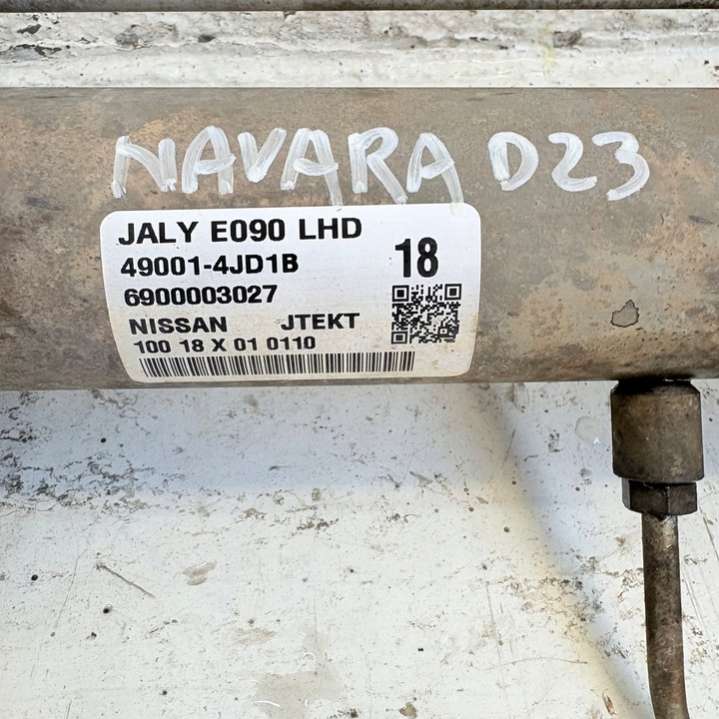 NAVARA D23
JALY E090 LHD
49001-4JD1B 18
6900003027
NISSAN JTEKT
100 18 X 01 0110